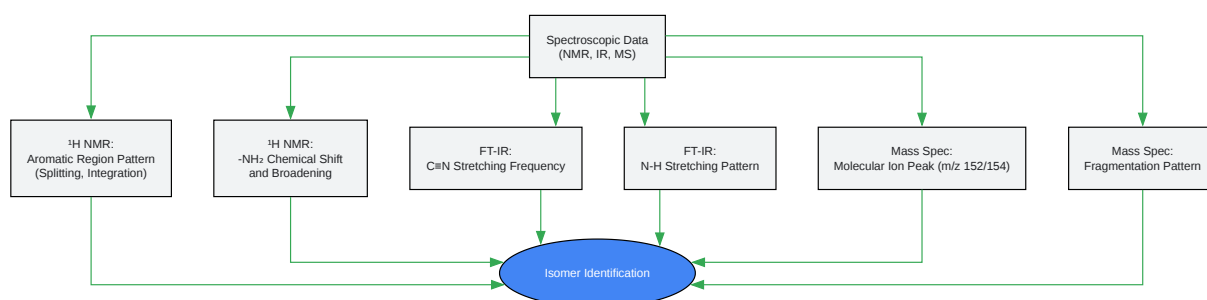 Spectroscopic Data
(NMR, IR, MS)
¹H NMR:
Aromatic Region Pattern
(Splitting, Integration)
¹H NMR:
-NH₂ Chemical Shift
and Broadening
FT-IR:
C≡N Stretching Frequency
FT-IR:
N-H Stretching Pattern
Mass Spec:
Molecular Ion Peak (m/z 152/154)
Mass Spec:
Fragmentation Pattern
Isomer Identification